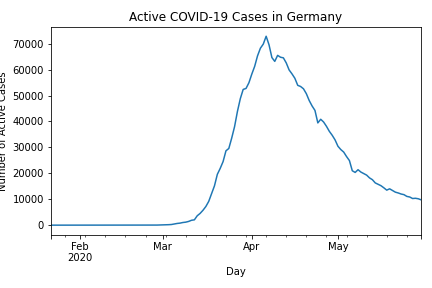 Active COVID-19 Cases in Germany
Number of Active Cases
70000
60000
50000
40000
30000
20000
10000
0
Feb
2020
Mar
Apr
May
Day